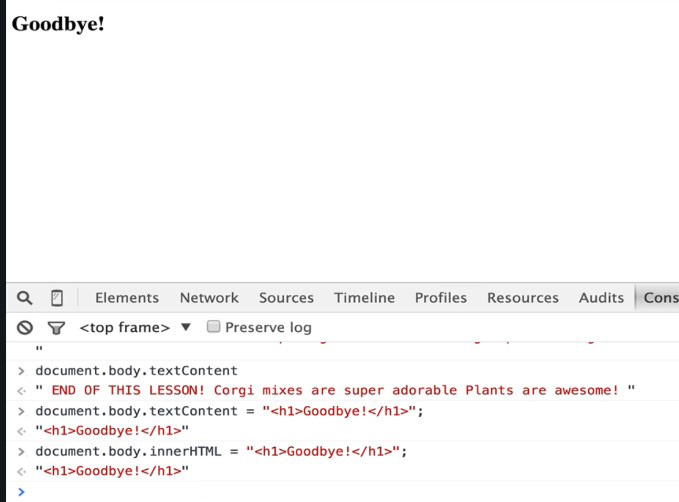 Goodbye!
Elements Network Sources Timeline Profiles Resources Audits Cons
<top frame> ▼ Preserve log
"
> document.body.textContent
<· " END OF THIS LESSON! Corgi mixes are super adorable Plants are awesome! "
> document.body.textContent = "<h1>Goodbye!</h1>";
<· "<h1>Goodbye!</h1>"
> document.body.innerHTML = "<h1>Goodbye!</h1>";
<· "<h1>Goodbye!</h1>"
>